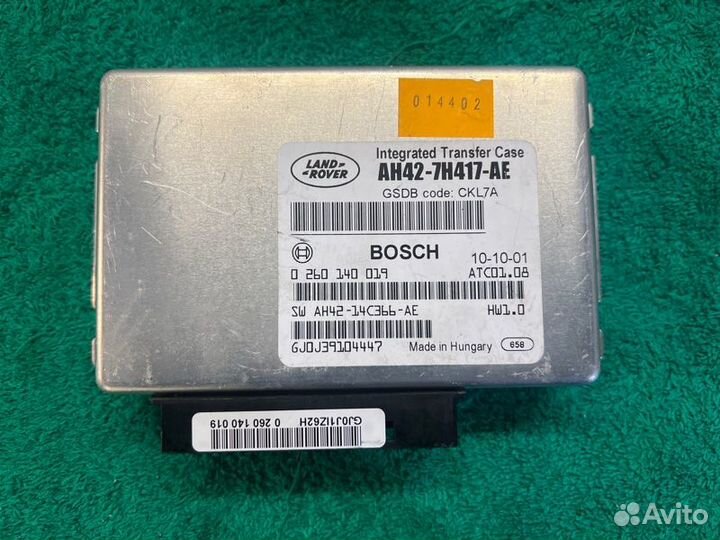 014402
LAND-
ROVER
Integrated Transfer Case
AH42-7H417-AE
GSDB code: CKL7A
BOSCH
10-10-01
0 260 140 019
ATC01.08
SW AH42-14C366-AE
HW1.0
GJ0J39104447
Made in Hungary
658
GJ0J11Z62H
0 260 140 019
Avito